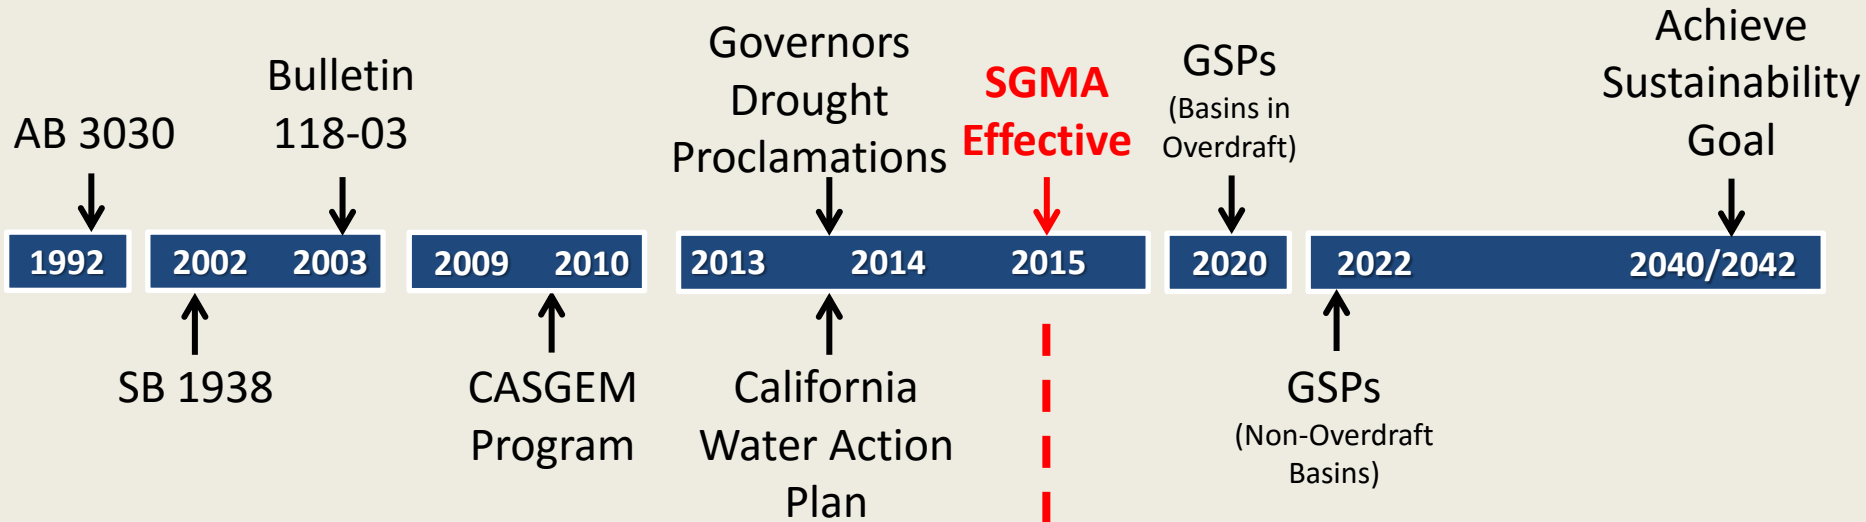 AB 3030
Bulletin
118-03
Governors
Drought
Proclamations
SGMA
Effective
GSPs
(Basins in
Overdraft)
Achieve
Sustainability
Goal
1992
2002 2003
2009 2010
2013 2014 2015
2020
2022 2040/2042
SB 1938
CASGEM
Program
California
Water Action
Plan
GSPs
(Non-Overdraft
Basins)